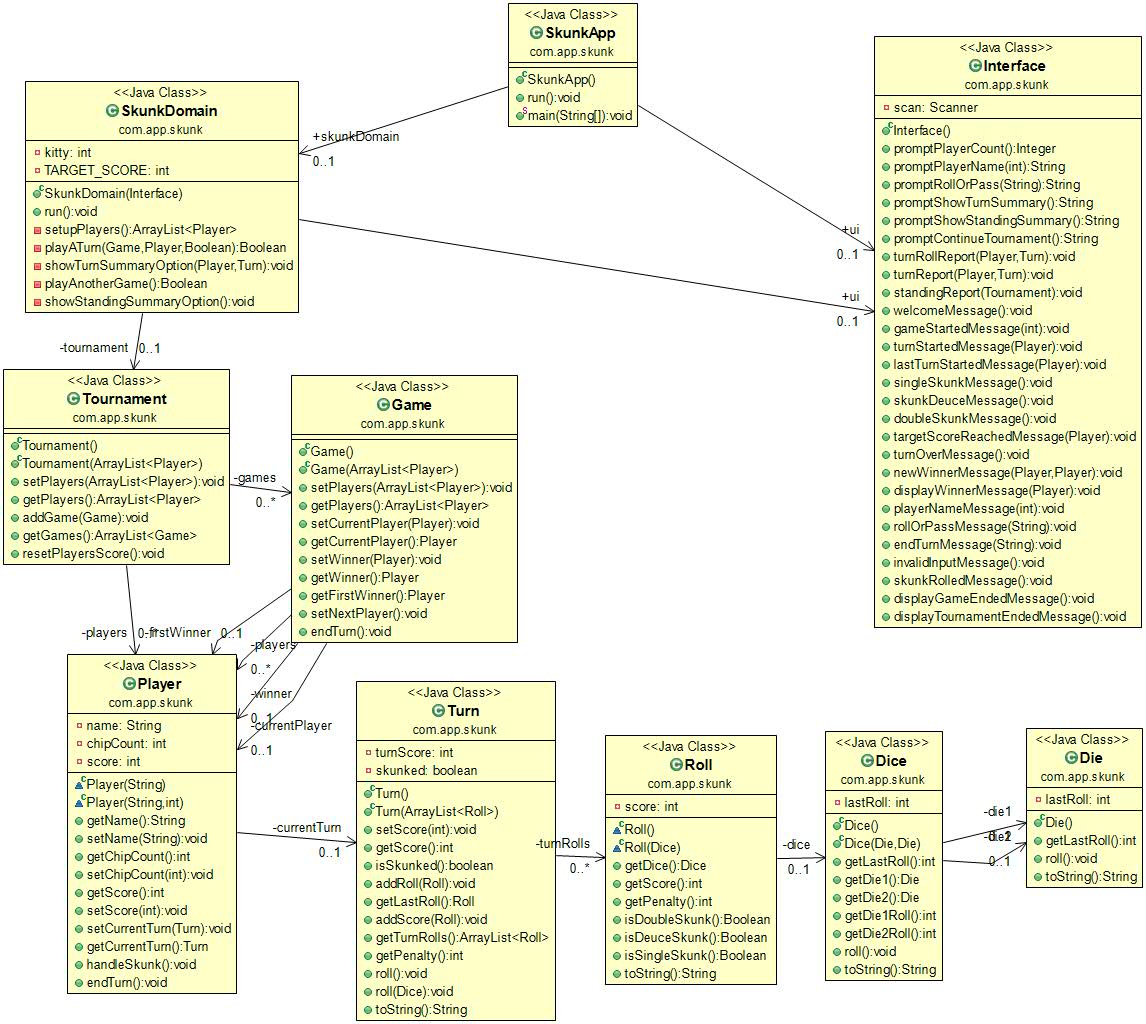 <<Java Class>>
SkunkApp
com.app.skunk
SkunkApp()
run():void
main(String[]):void
<<Java Class>>
Interface
com.app.skunk
scan: Scanner
Interface()
promptPlayerCount():Integer
promptPlayerName(int):String
promptRollOrPass(String):String
promptShowTurnSummary():String
promptShowStandingSummary():String
promptContinueTournament():String
turnRollReport(Player,Turn):void
turnReport(Player,Turn):void
standingReport(Tournament):void
welcomeMessage():void
gameStartedMessage(int):void
turnStartedMessage(Player):void
lastTurnStartedMessage(Player):void
singleSkunkMessage():void
skunkDeuceMessage():void
doubleSkunkMessage():void
targetScoreReachedMessage(Player):void
turnOverMessage():void
newWinnerMessage(Player,Player):void
displayWinnerMessage(Player):void
playerNameMessage(int):void
rollOrPassMessage(String):void
endTurnMessage(String):void
invalidInputMessage():void
skunkRolledMessage():void
displayGameEndedMessage():void
displayTournamentEndedMessage():void
<<Java Class>>
SkunkDomain
com.app.skunk
kitty: int
TARGET_SCORE: int
SkunkDomain(Interface)
run():void
setupPlayers():ArrayList<Player>
playATurn(Game,Player,Boolean):Boolean
showTurnSummaryOption(Player,Turn):void
playAnotherGame():Boolean
showStandingSummaryOption():void
+skunkDomain
0..1
+ui
0..1
+ui
0..1
-tournament
0..1
<<Java Class>>
Tournament
com.app.skunk
Tournament()
Tournament(ArrayList<Player>)
setPlayers(ArrayList<Player>):void
getPlayers():ArrayList<Player>
addGame(Game):void
getGames():ArrayList<Game>
resetPlayersScore():void
-games
0..*
<<Java Class>>
Game
com.app.skunk
Game()
Game(ArrayList<Player>)
setPlayers(ArrayList<Player>):void
getPlayers():ArrayList<Player>
setCurrentPlayer(Player):void
getCurrentPlayer():Player
setWinner(Player):void
getWinner():Player
getFirstWinner():Player
setNextPlayer():void
endTurn():void
-players
-firstWinner
0..1
-players
0..*
-winner
0..1
-currentPlayer
0..1
<<Java Class>>
Player
com.app.skunk
name: String
chipCount: int
score: int
Player(String)
Player(String,int)
getName():String
setName(String):void
getChipCount():int
setChipCount(int):void
getScore():int
setScore(int):void
setCurrentTurn(Turn):void
getCurrentTurn():Turn
handleSkunk():void
endTurn():void
-currentTurn
0..1
<<Java Class>>
Turn
com.app.skunk
turnScore: int
skunked: boolean
Turn()
Turn(ArrayList<Roll>)
setScore(int):void
getScore():int
isSkunked():boolean
addRoll(Roll):void
getLastRoll():Roll
addScore(Roll):void
getTurnRolls():ArrayList<Roll>
getPenalty():int
roll():void
roll(Dice):void
toString():String
-turnRolls
0..*
<<Java Class>>
Roll
com.app.skunk
score: int
Roll()
Roll(Dice)
getDice():Dice
getScore():int
getPenalty():int
isDoubleSkunk():Boolean
isDeuceSkunk():Boolean
isSingleSkunk():Boolean
toString():String
-dice
0..1
<<Java Class>>
Dice
com.app.skunk
lastRoll: int
Dice()
Dice(Die,Die)
getLastRoll():int
getDie1():Die
getDie2():Die
getDie1Roll():int
getDie2Roll():int
roll():void
toString():String
-die1
-die2
0..1
<<Java Class>>
Die
com.app.skunk
lastRoll: int
Die()
getLastRoll():int
roll():void
toString():String